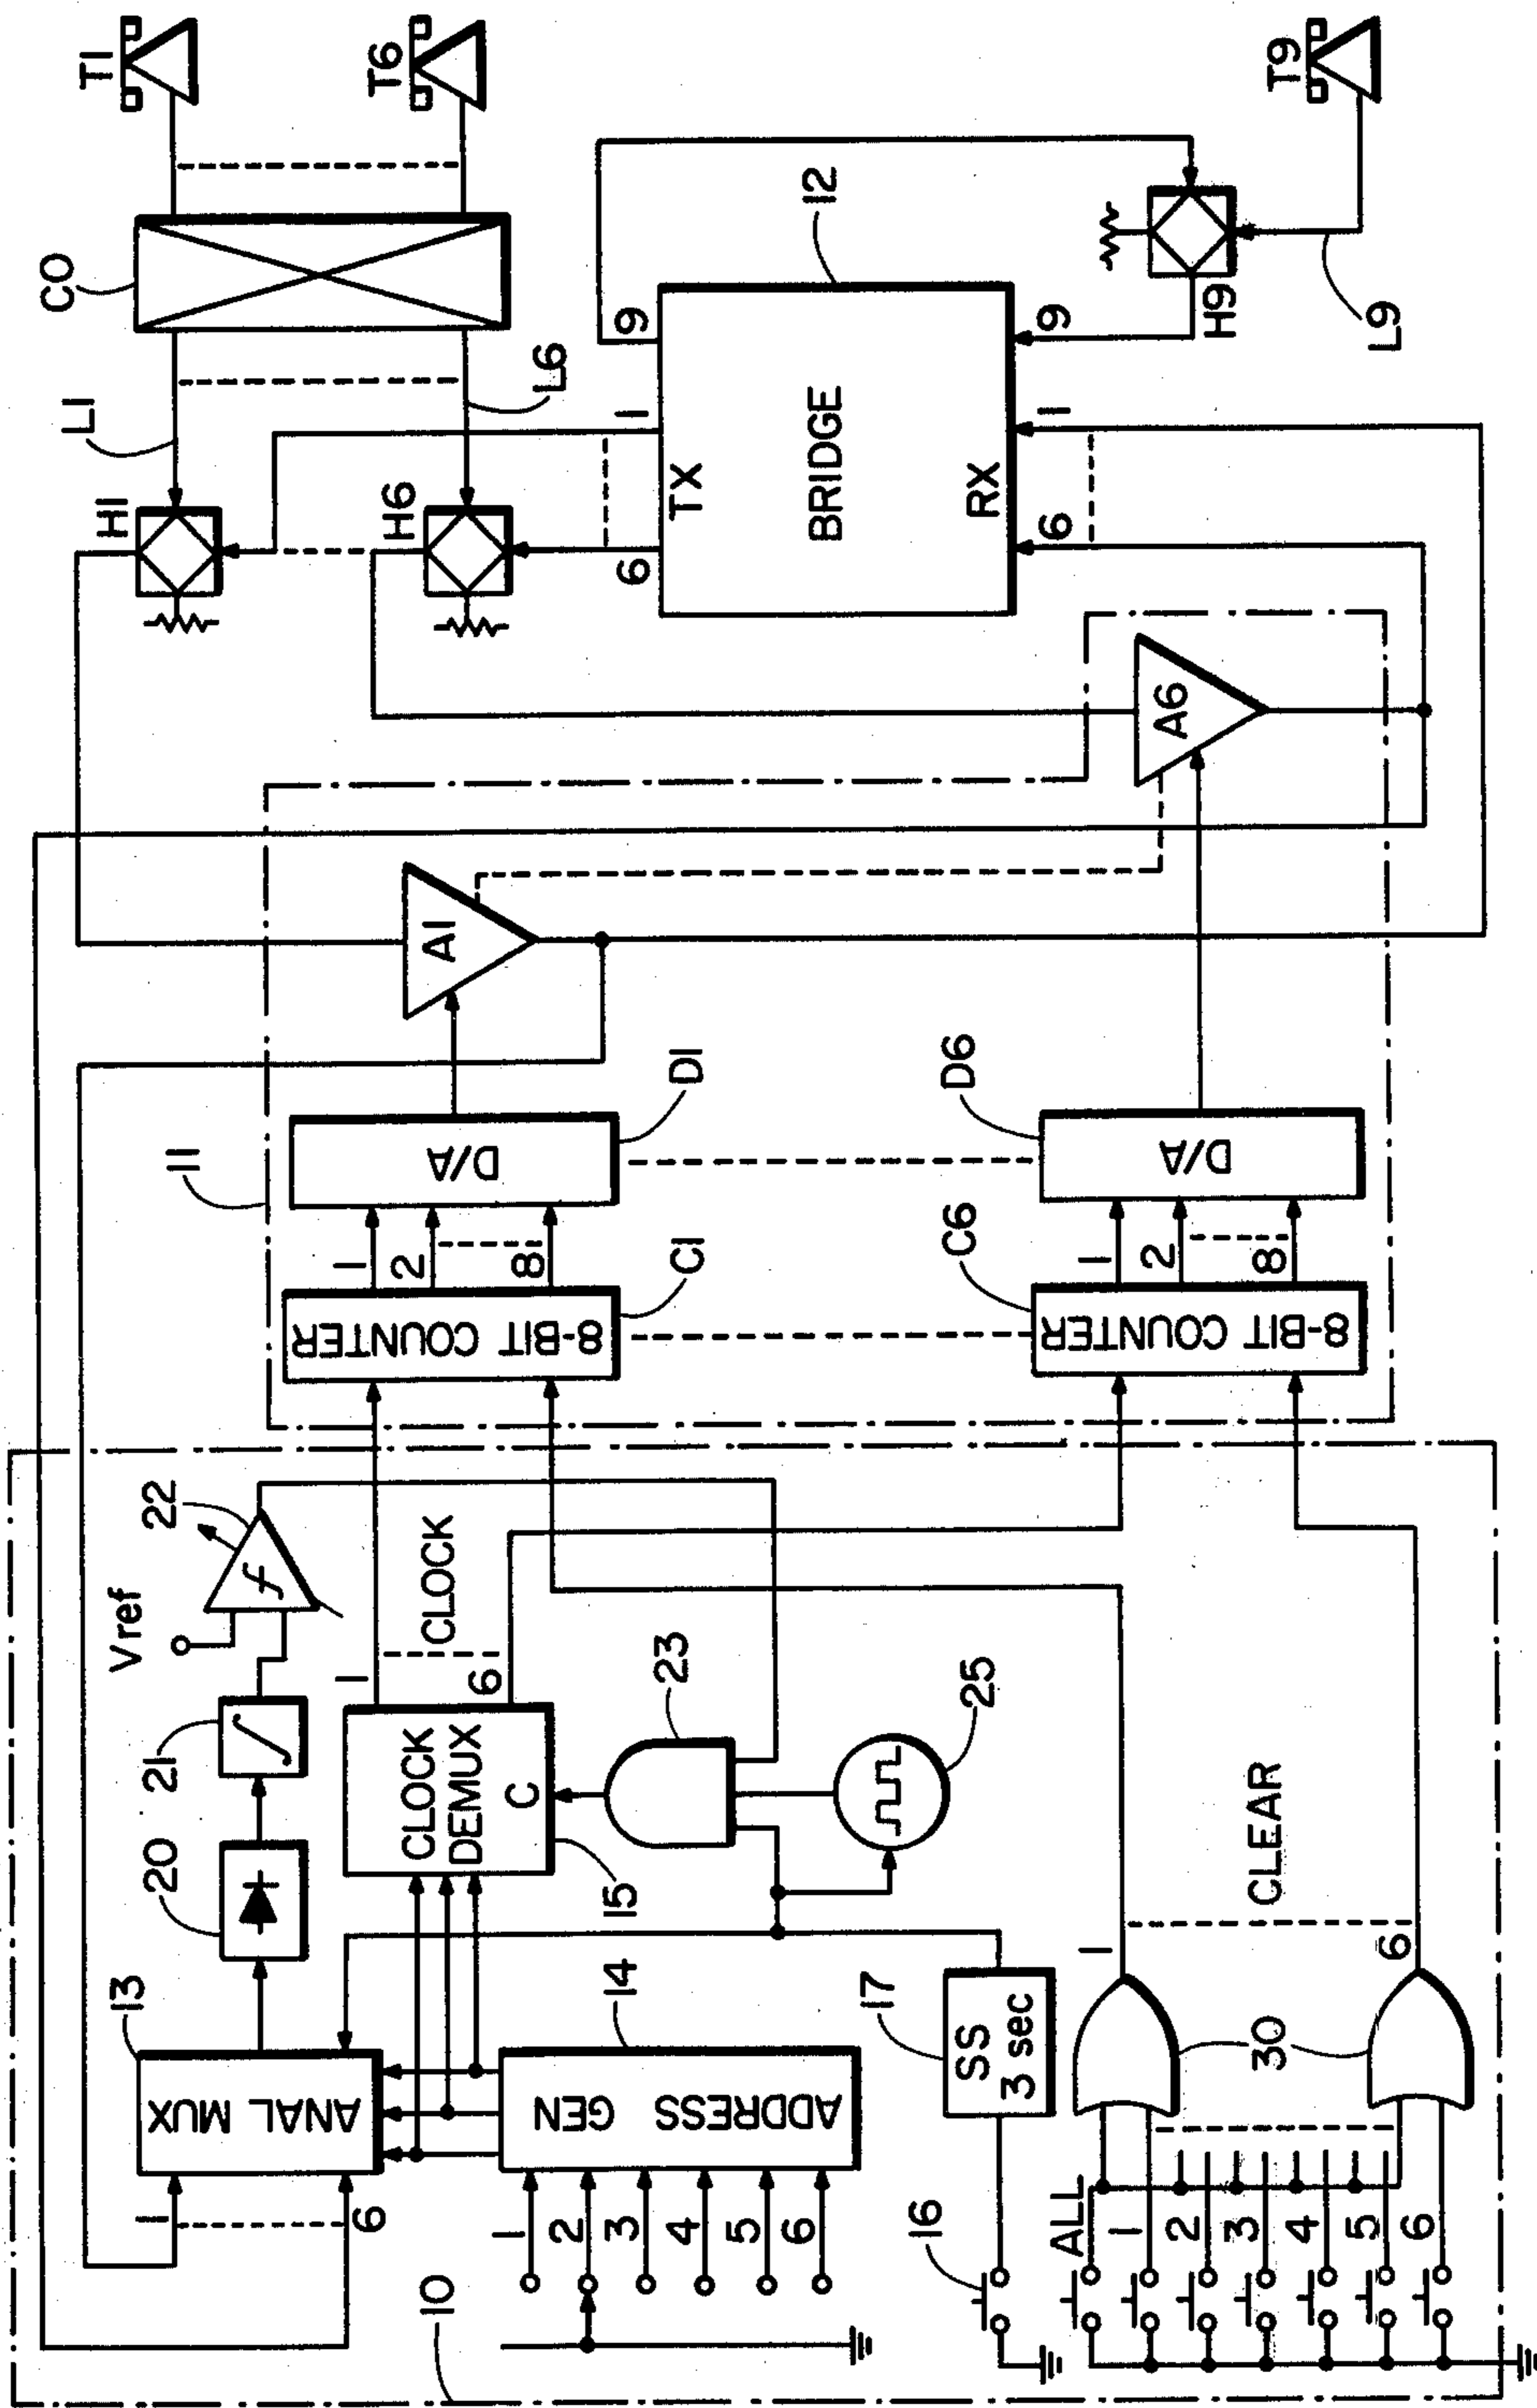 T1
T6
T9
CO
L1
L6
L9
H1
H6
H9
12
9
1
6
TX
BRIDGE
RX
9
1
6
A1
A6
11
D/A
D1
D/A
D6
1
2
8
1
2
8
8-BIT COUNTER
C1
8-BIT COUNTER
C6
22
f
Vref
21
20
13
ANAL MUX
1
6
1
6
CLOCK
CLOCK
DEMUX
C
15
23
25
14
ADDRESS GEN
1
2
3
4
5
6
10
17
SS
3 sec
16
CLEAR
1
6
30
ALL
1
2
3
4
5
6